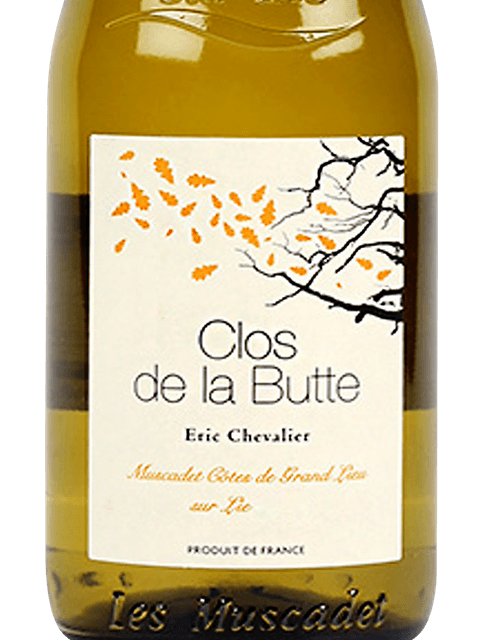 Clos
de la Butte
Eric Chevalier
Muscadet Côtes de Grand Lieu
sur Lie
PRODUIT DE FRANCE
Les Muscadet